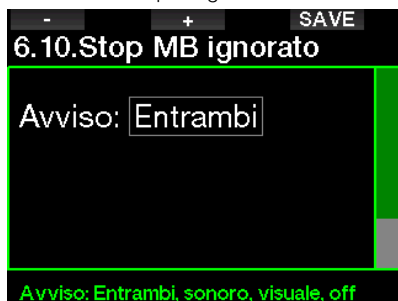 - + SAVE
6.10.Stop MB ignorato
Avviso: Entrambi
Avviso: Entrambi, sonoro, visuale, off